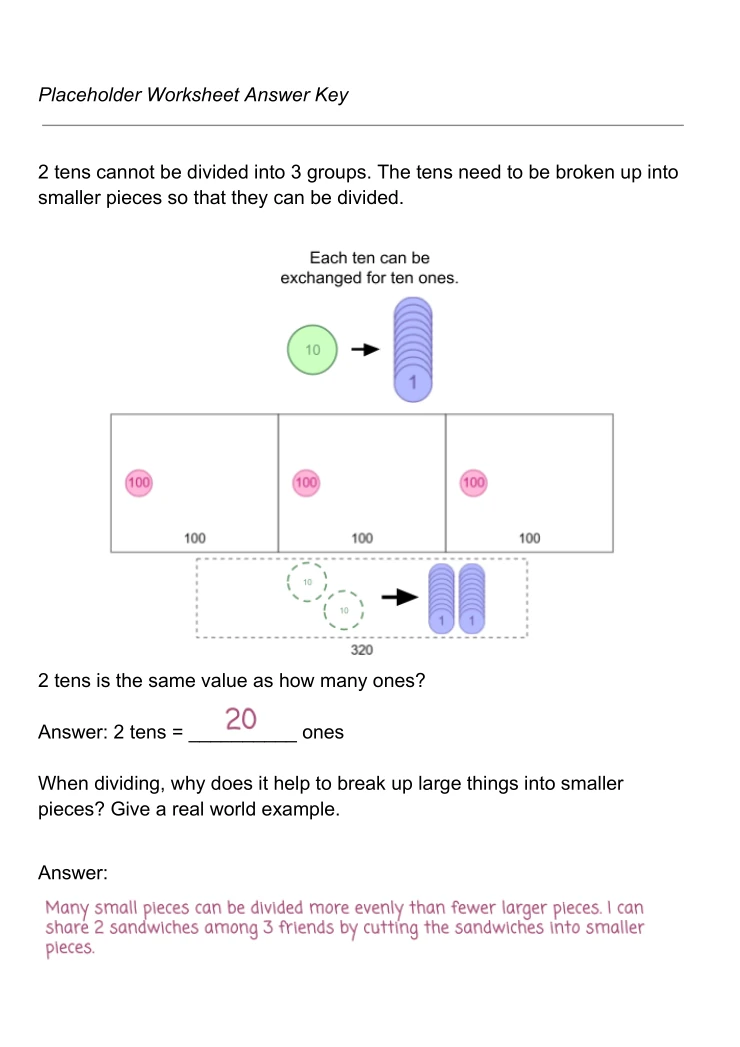 Placeholder Worksheet Answer Key
2 tens cannot be divided into 3 groups. The tens need to be broken up into
smaller pieces so that they can be divided.
Each ten can be
exchanged for ten ones.
10
1
100 100 100
100 100 100
10
10
1 1
320
2 tens is the same value as how many ones?
Answer: 2 tens = __________ ones
20
When dividing, why does it help to break up large things into smaller
pieces? Give a real world example.
Answer:
Many small pieces can be divided more evenly than fewer larger pieces. I can
share 2 sandwiches among 3 friends by cutting the sandwiches into smaller
pieces.